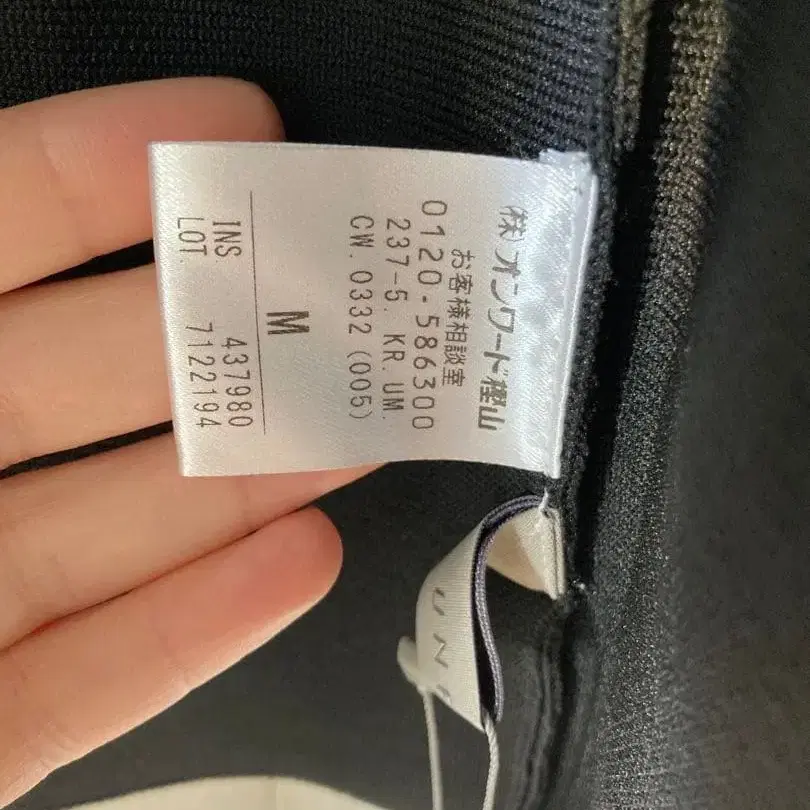 (株)オンワード樫山
お客様相談室
0120-586300
237-5. KR. UM.
CW. 0332 (005)
M
INS 437980
LOT 7122194
UN